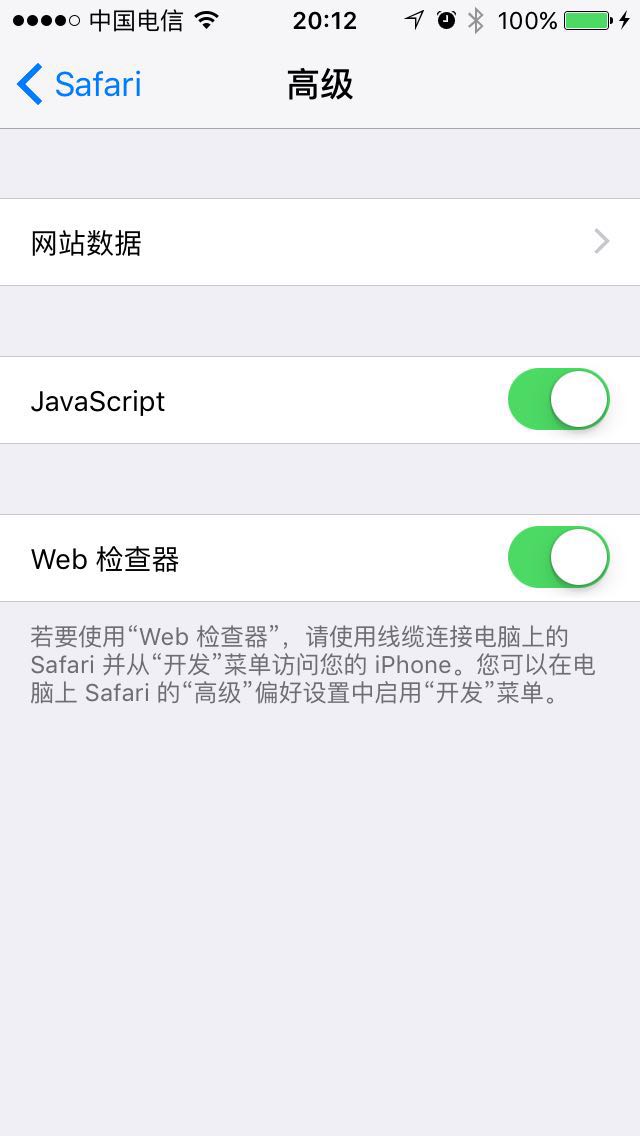 中国电信 20:12 100%
Safari 高级
网站数据
JavaScript
Web 检查器
若要使用“Web 检查器”，请使用线缆连接电脑上的
Safari 并从“开发”菜单访问您的 iPhone。您可以在电
脑上 Safari 的“高级”偏好设置中启用“开发”菜单。